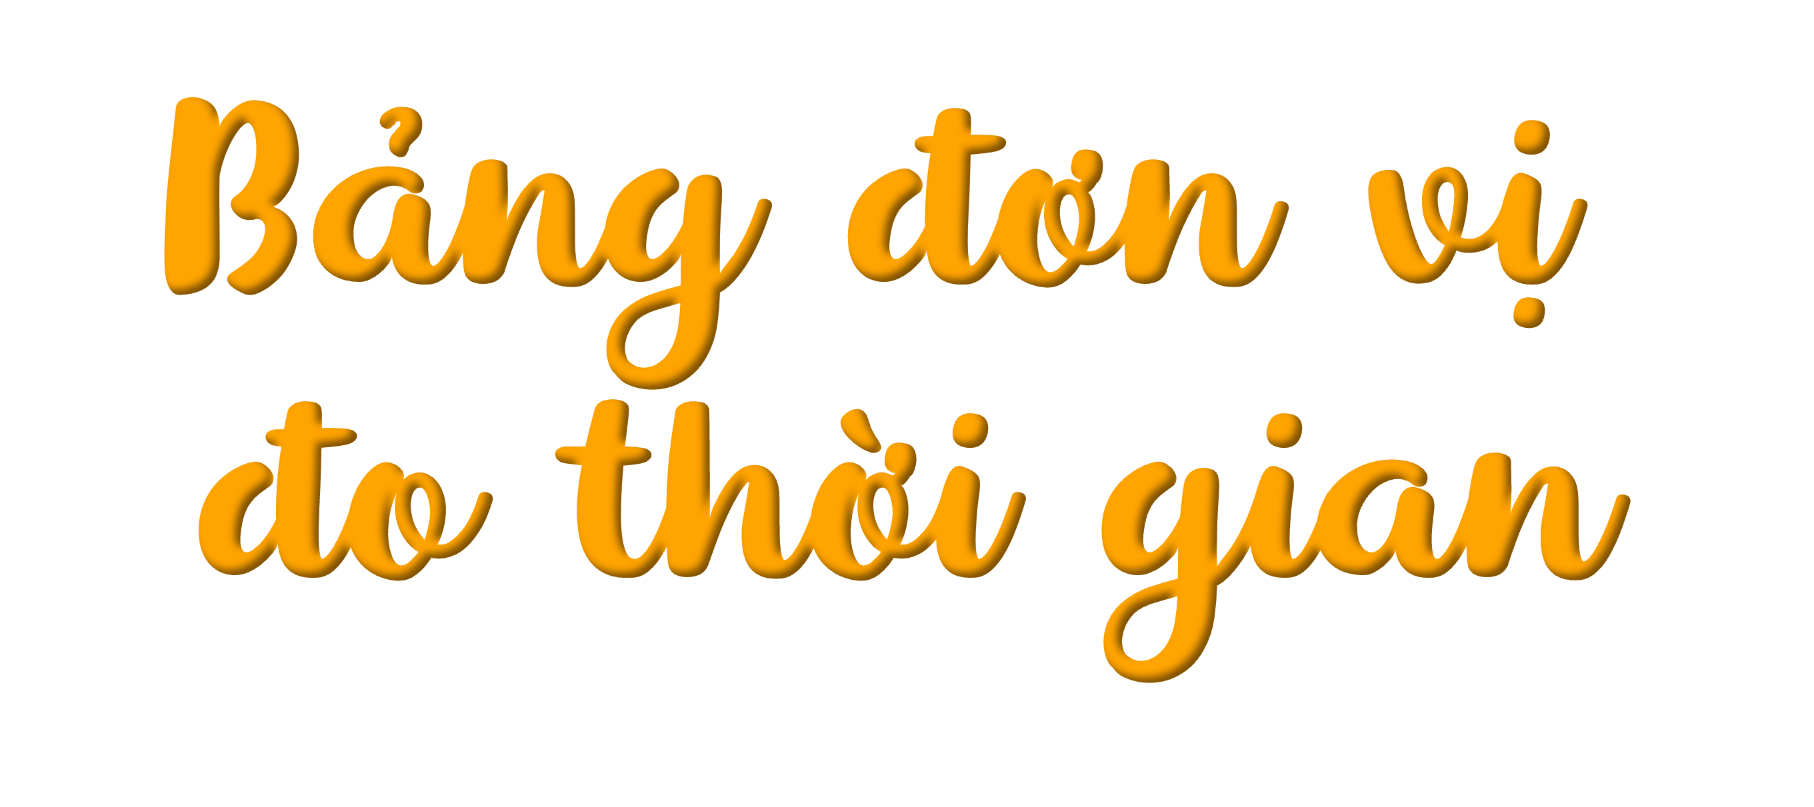 Bảng đơn vị
đo thời gian